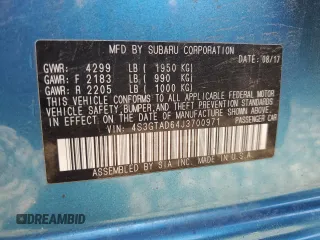 MFD BY SUBARU CORPORATION
GVWR: 4299 LB ( 1950 KG) DATE: 08/17
GAWR: F 2183 LB ( 990 KG)
GAWR: R 2205 LB ( 1000 KG)
THIS VEHICLE CONFORMS TO ALL APPLICABLE FEDERAL MOTOR
VEHICLE SAFETY, BUMPER, AND THEFT PREVENTION STANDARDS
IN EFFECT ON THE DATE OF MANUFACTURE SHOWN ABOVE.
VIN: 4S3GTAD64J3700971 PASSENGER CAR
ASSEMBLED BY SIA, INC. MADE IN U.S.A
DREAMBID